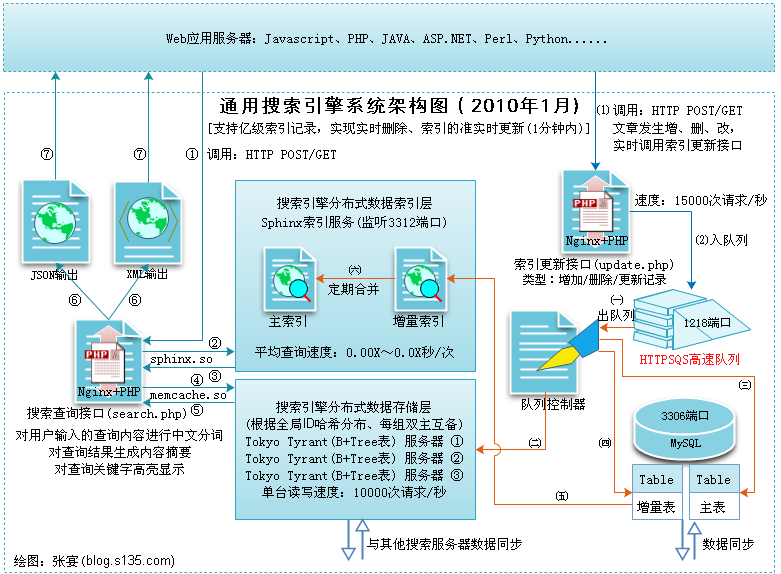 Web应用服务器：Javascript、PHP、JAVA、ASP.NET、Perl、Python......
通用搜索引擎系统架构图（2010年1月）
[支持亿级索引记录，实现实时删除、索引的准实时更新(1分钟内)]
⑦
⑦
①
调用：HTTP POST/GET
(1)调用：HTTP POST/GET
文章发生增、删、改，
实时调用索引更新接口
JSON输出
XML输出
⑥
⑥
搜索引擎分布式数据索引层
Sphinx索引服务(监听3312端口)
(六)
定期合并
主索引
增量索引
平均查询速度：0.00X～0.0X秒/次
PHP
Nginx+PHP
速度：15000次请求/秒
(2)入队列
索引更新接口(update.php)
类型：增加/删除/更新记录
(一)
出队列
1218端口
HTTPSQS高速队列
PHP
Nginx+PHP
②
sphinx.so
③
④
memcache.so
⑤
搜索查询接口(search.php)
对用户输入的查询内容进行中文分词
对查询结果生成内容摘要
对查询关键字高亮显示
搜索引擎分布式数据存储层
(根据全局ID哈希分布、每组双主互备)
Tokyo Tyrant(B+Tree表) 服务器 ①
Tokyo Tyrant(B+Tree表) 服务器 ②
Tokyo Tyrant(B+Tree表) 服务器 ③
单台读写速度：10000次请求/秒
队列控制器
(二)
(三)
(四)
(五)
3306端口
MySQL
Table
增量表
Table
主表
与其他搜索服务器数据同步
数据同步
绘图：张宴(blog.s135.com)